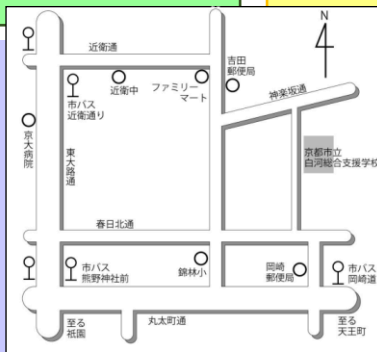 近衛通
N
吉田
郵便局
市バス
近衛通り
近衛中
ファミリー
マート
神楽坂通
京大病院
東大路通
京都市立
白河総合支援学校
春日北通
市バス
熊野神社前
錦林小
岡崎
郵便局
市バス
岡崎道
至る
祇園
丸太町通
至る
天王町